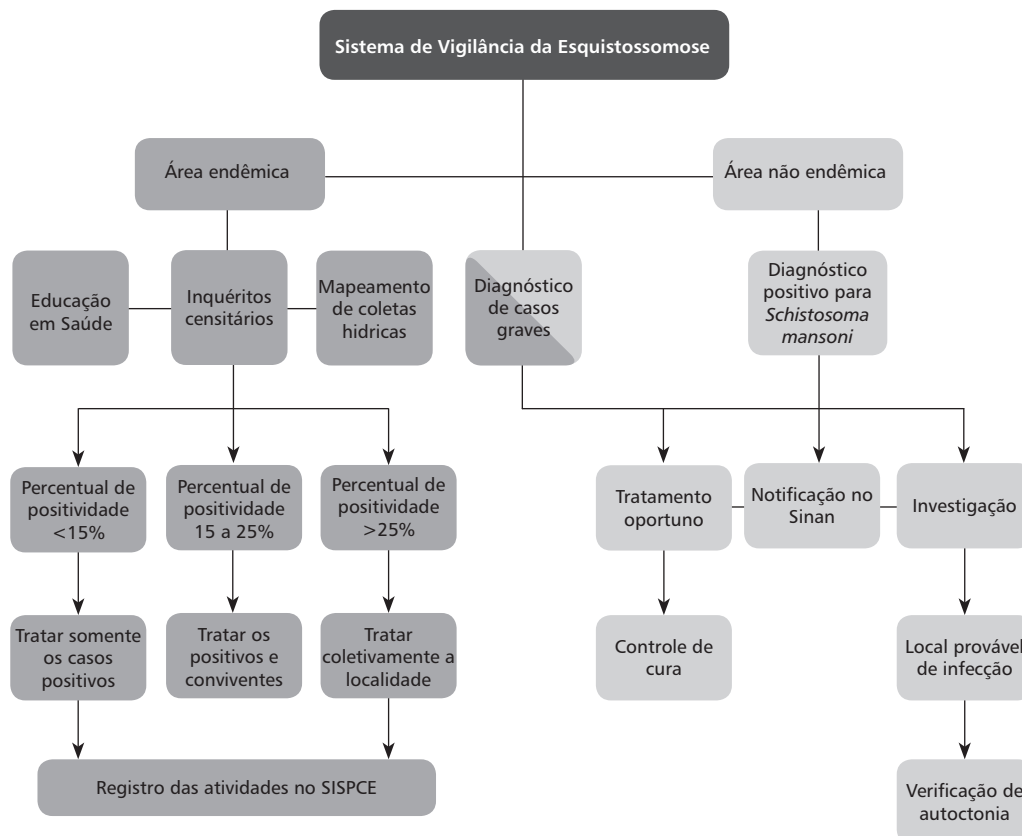 Sistema de Vigilância da Esquistossomose
Área endêmica
Área não endêmica
Educação
em Saúde
Inquéritos
censitários
Mapeamento
de coletas
hidricas
Diagnóstico
de casos
graves
Diagnóstico
positivo para
Schistosoma
mansoni
Percentual de
positividade
<15%
Percentual de
positividade
15 a 25%
Percentual de
positividade
>25%
Tratamento
oportuno
Notificação no
Sinan
Investigação
Tratar somente
os casos
positivos
Tratar os
positivos e
conviventes
Tratar
coletivamente a
localidade
Controle de
cura
Local provável
de infecção
Registro das atividades no SISPCE
Verificação de
autoctonia